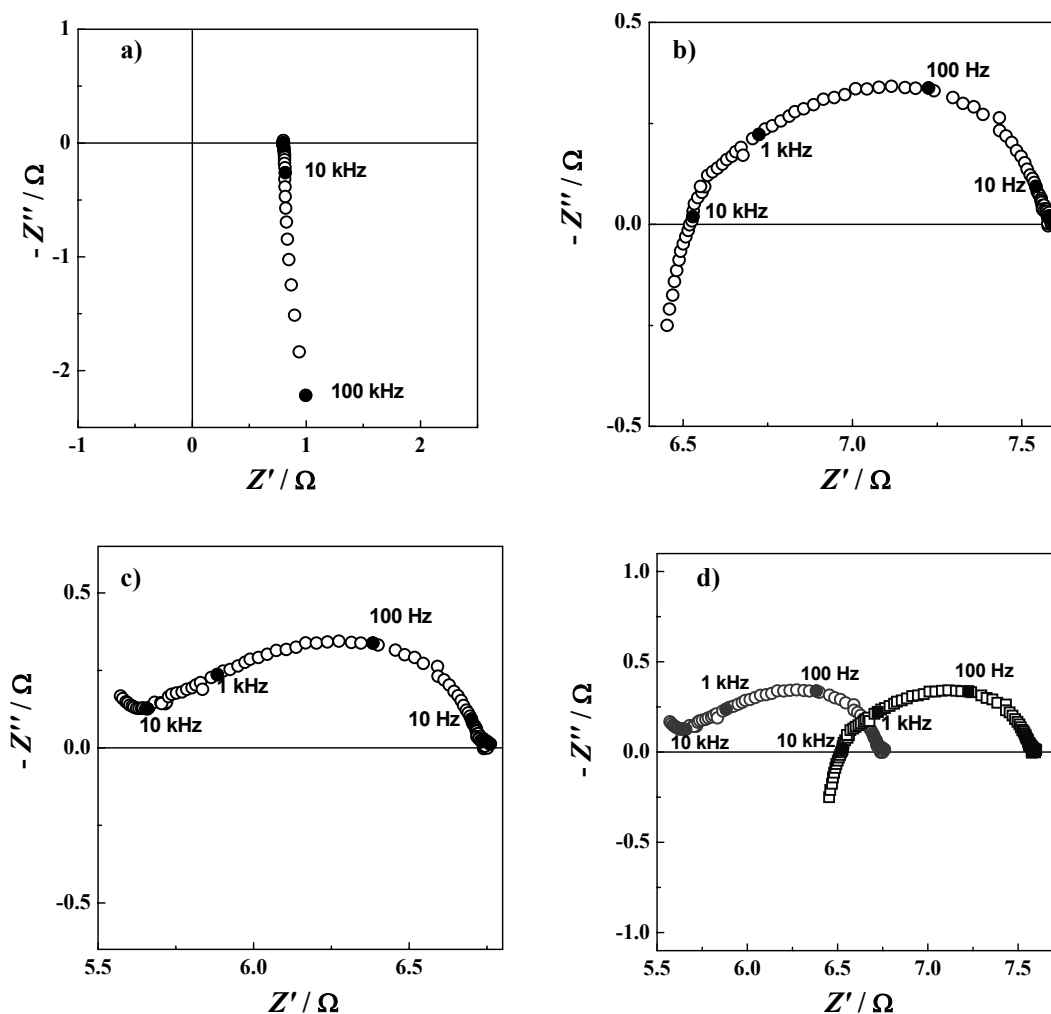 a)
1
0
-1
-2
- Z'' / Ω
10 kHz
100 kHz
-1
0
1
2
Z' / Ω
b)
0.5
0.0
-0.5
- Z'' / Ω
100 Hz
1 kHz
10 kHz
10 Hz
6.5
7.0
7.5
Z' / Ω
c)
0.5
0.0
-0.5
- Z'' / Ω
100 Hz
1 kHz
10 kHz
10 Hz
5.5
6.0
6.5
Z' / Ω
d)
1.0
0.5
0.0
-0.5
-1.0
- Z'' / Ω
1 kHz
100 Hz
100 Hz
10 kHz
10 kHz
1 kHz
5.5
6.0
6.5
7.0
7.5
Z' / Ω